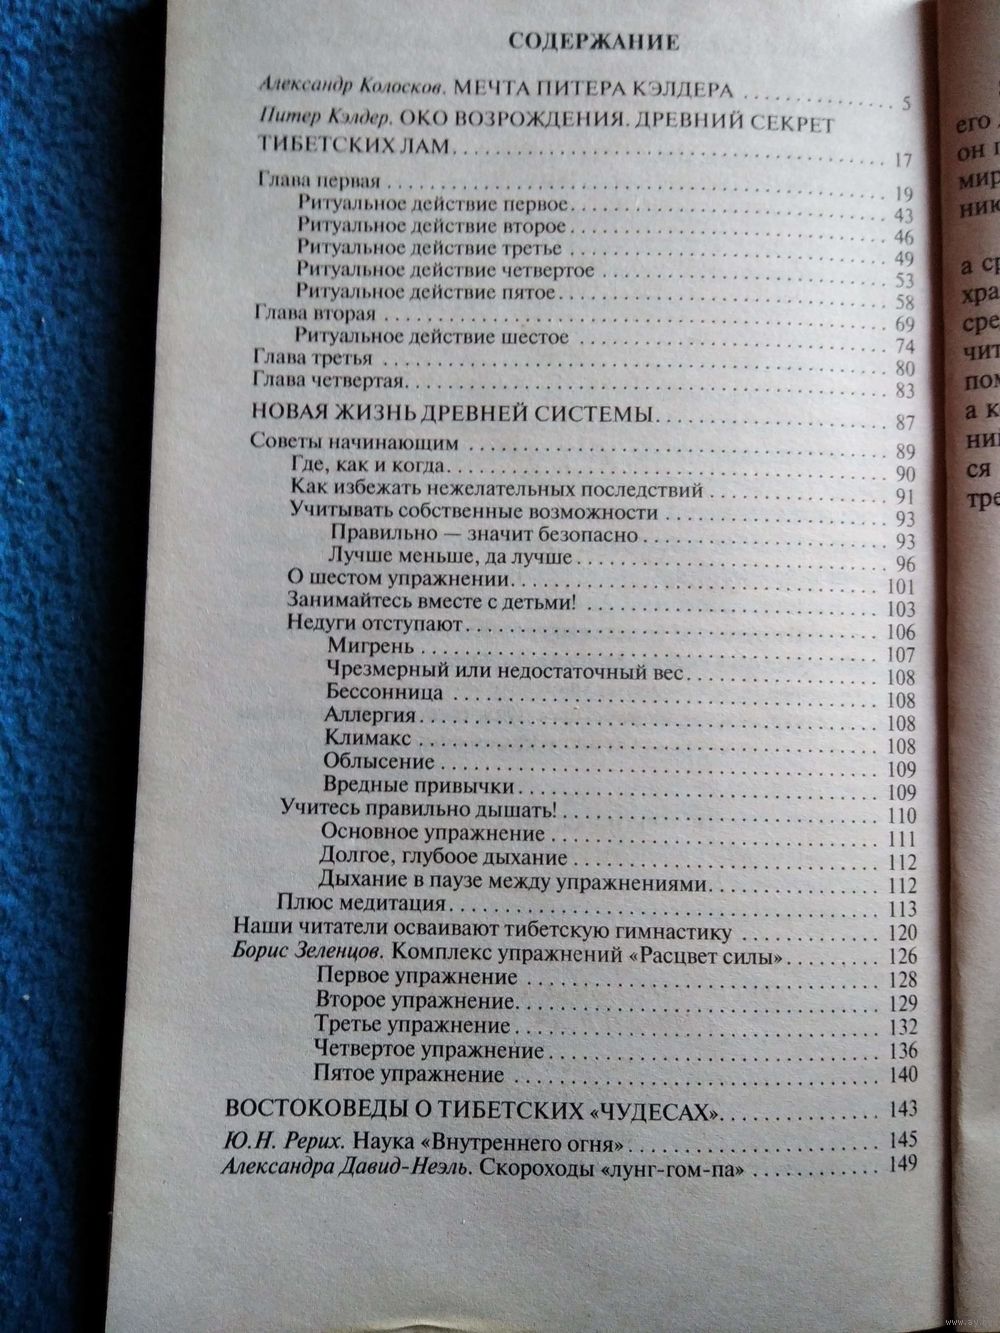 СОДЕРЖАНИЕ
Александр Колосков. МЕЧТА ПИТЕРА КЭЛДЕРА 5
Питер Кэлдер. ОКО ВОЗРОЖДЕНИЯ. ДРЕВНИЙ СЕКРЕТ
ТИБЕТСКИХ ЛАМ 17
Глава первая 19
Ритуальное действие первое 43
Ритуальное действие второе 46
Ритуальное действие третье 49
Ритуальное действие четвертое 53
Ритуальное действие пятое 58
Глава вторая 69
Ритуальное действие шестое 74
Глава третья 80
Глава четвертая 83
НОВАЯ ЖИЗНЬ ДРЕВНЕЙ СИСТЕМЫ 87
Советы начинающим 89
Где, как и когда 90
Как избежать нежелательных последствий 91
Учитывать собственные возможности 93
Правильно — значит безопасно 93
Лучше меньше, да лучше 96
О шестом упражнении 101
Занимайтесь вместе с детьми! 103
Недуги отступают 106
Мигрень 107
Чрезмерный или недостаточный вес 108
Бессонница 108
Аллергия 108
Климакс 108
Облысение 109
Вредные привычки 109
Учитесь правильно дышать! 110
Основное упражнение 111
Долгое, глубоое дыхание 112
Дыхание в паузе между упражнениями 112
Плюс медитация 113
Наши читатели осваивают тибетскую гимнастику 120
Борис Зеленцов. Комплекс упражнений «Расцвет силы» 126
Первое упражнение 128
Второе упражнение 129
Третье упражнение 132
Четвертое упражнение 136
Пятое упражнение 140
ВОСТОКОВЕДЫ О ТИБЕТСКИХ «ЧУДЕСАХ» 143
Ю.Н. Рерих. Наука «Внутреннего огня» 145
Александра Давид-Неэль. Скороходы «лунг-гом-па» 149
его
он
мир
а